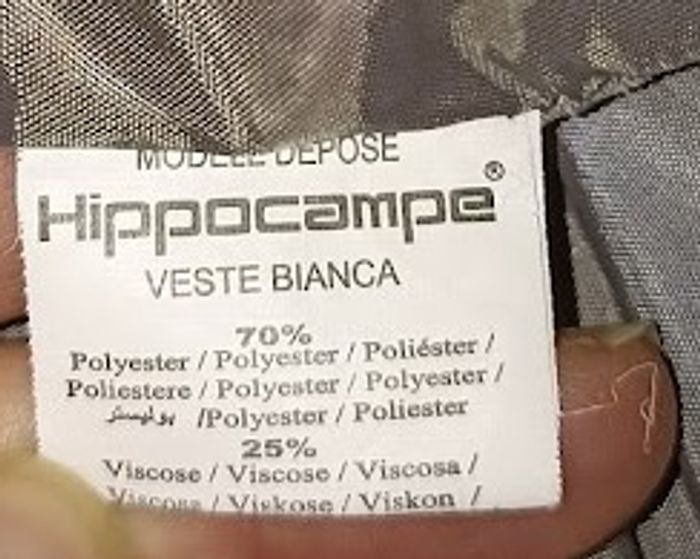 MODELE DEPOSE
Hippocampe®
VESTE BIANCA
70%
Polyester / Polyester / Poliéster /
Poliestere / Polyester / Polyester /
بوليستر /Polyester / Poliester
25%
Viscose / Viscose / Viscosa /
Viscosa / Viskose / Viskon /